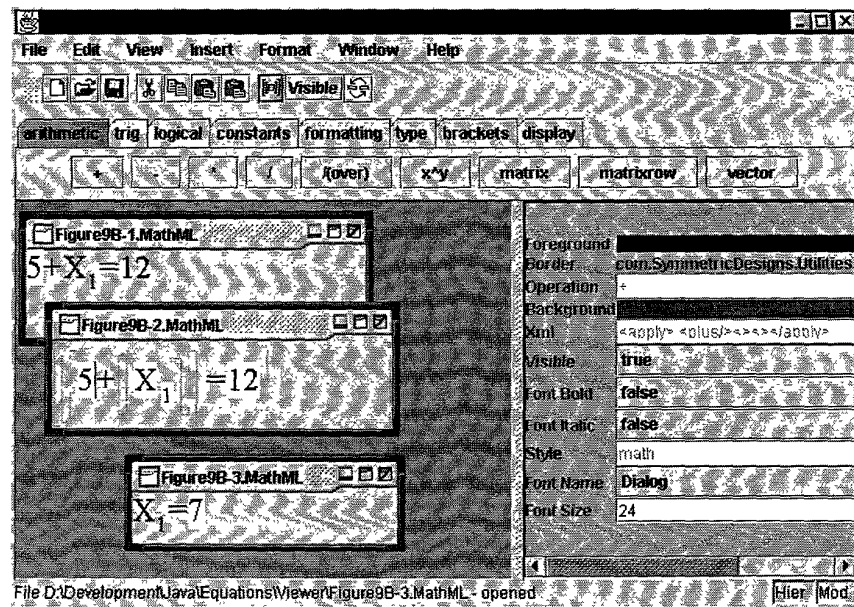 File Edit View Insert Format Window Help
Visible
arithmetic trig logical constants formatting type brackets display
+ - * / /(over) x^y matrix matrixrow vector
Figure9B-1.MathML
5+X1=12
Figure9B-2.MathML
5+ X1 =12
Figure9B-3.MathML
X1=7
Foreground
Border com.SymmetricDesigns.Utilities
Operation +
Background
Xml <apply> <plus/><><></apply>
Visible true
Font Bold false
Font Italic false
Style math
Font Name Dialog
Font Size 24
File D:\Development\Java\Equations\Viewer\Figure9B-3.MathML - opened
Hier Mod